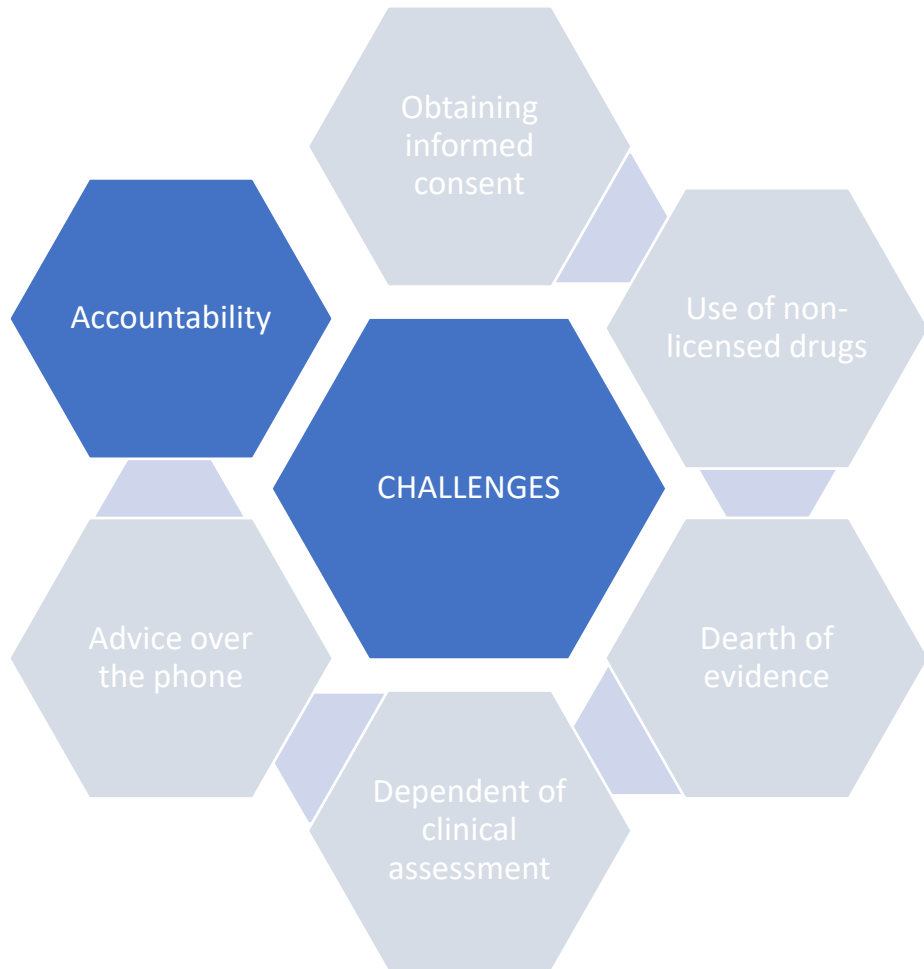 Obtaining
informed
consent
Accountability
Use of non-
licensed drugs
CHALLENGES
Advice over
the phone
Dearth of
evidence
Dependent of
clinical
assessment